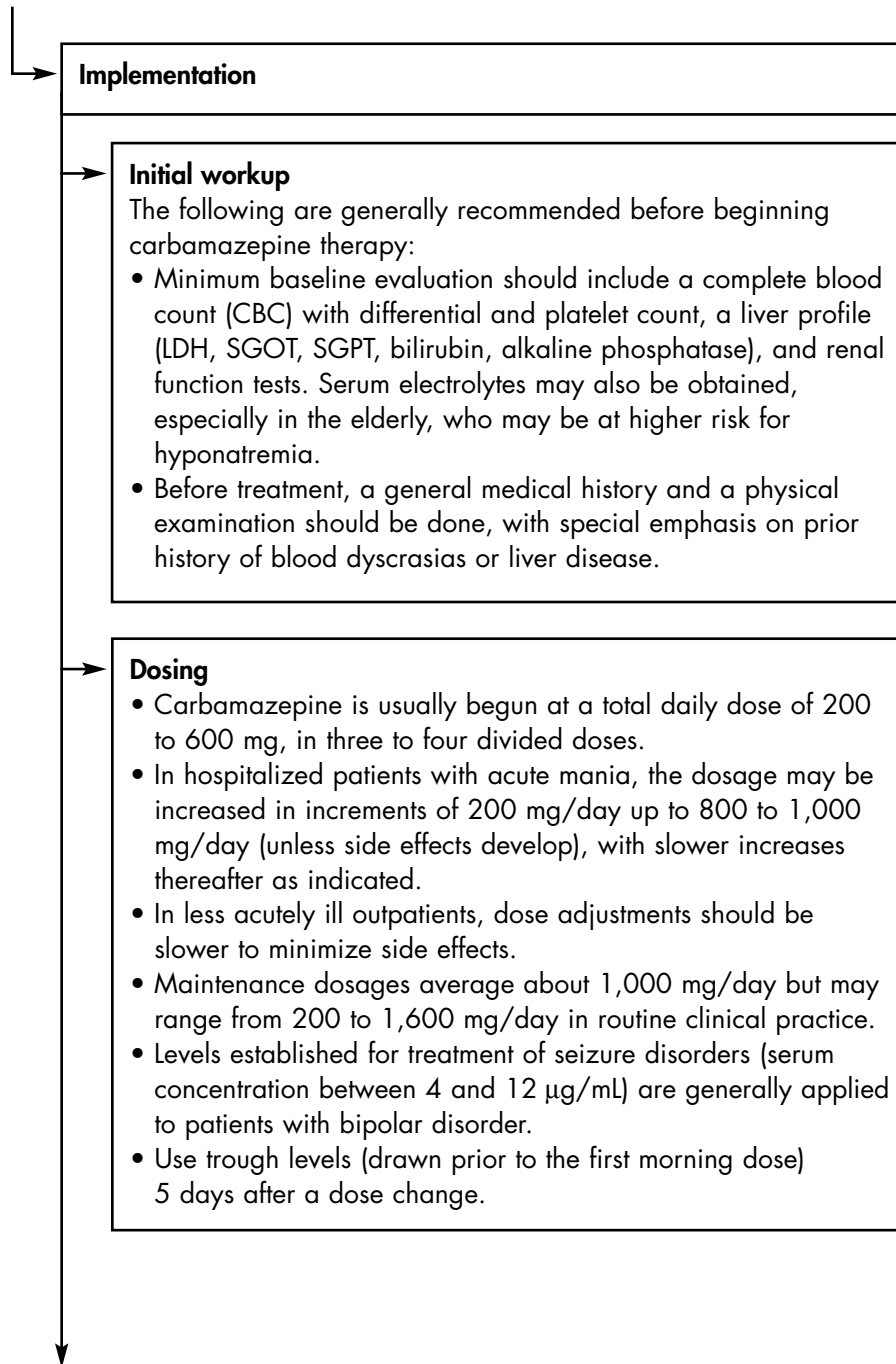 Implementation
Initial workup
The following are generally recommended before beginning
carbamazepine therapy:
• Minimum baseline evaluation should include a complete blood
count (CBC) with differential and platelet count, a liver profile
(LDH, SGOT, SGPT, bilirubin, alkaline phosphatase), and renal
function tests. Serum electrolytes may also be obtained,
especially in the elderly, who may be at higher risk for
hyponatremia.
• Before treatment, a general medical history and a physical
examination should be done, with special emphasis on prior
history of blood dyscrasias or liver disease.
Dosing
• Carbamazepine is usually begun at a total daily dose of 200
to 600 mg, in three to four divided doses.
• In hospitalized patients with acute mania, the dosage may be
increased in increments of 200 mg/day up to 800 to 1,000
mg/day (unless side effects develop), with slower increases
thereafter as indicated.
• In less acutely ill outpatients, dose adjustments should be
slower to minimize side effects.
• Maintenance dosages average about 1,000 mg/day but may
range from 200 to 1,600 mg/day in routine clinical practice.
• Levels established for treatment of seizure disorders (serum
concentration between 4 and 12 µg/mL) are generally applied
to patients with bipolar disorder.
• Use trough levels (drawn prior to the first morning dose)
5 days after a dose change.